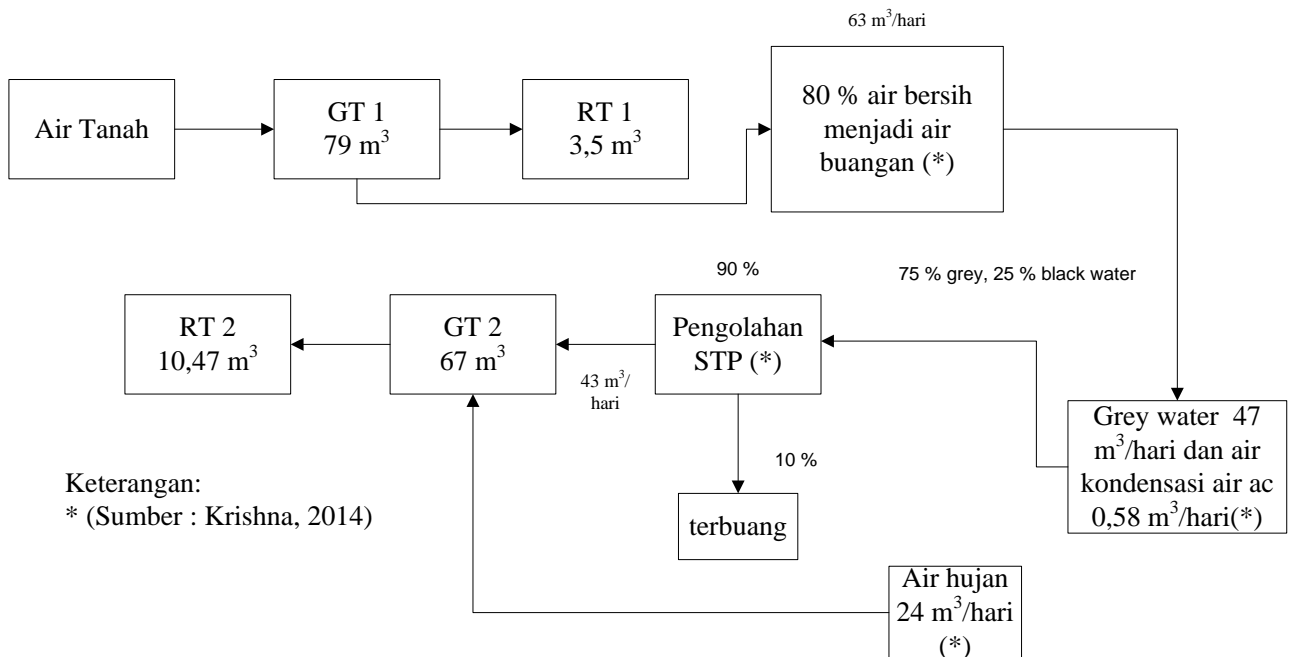 63 m³/hari
Air Tanah
GT 1
79 m³
RT 1
3,5 m³
80 % air bersih
menjadi air
buangan (*)
75 % grey, 25 % black water
90 %
RT 2
10,47 m³
GT 2
67 m³
43 m³/
hari
Pengolahan
STP (*)
10 %
terbuang
Grey water 47
m³/hari dan air
kondensasi air ac
0,58 m³/hari(*)
Keterangan:
* (Sumber : Krishna, 2014)
Air hujan
24 m³/hari
(*)